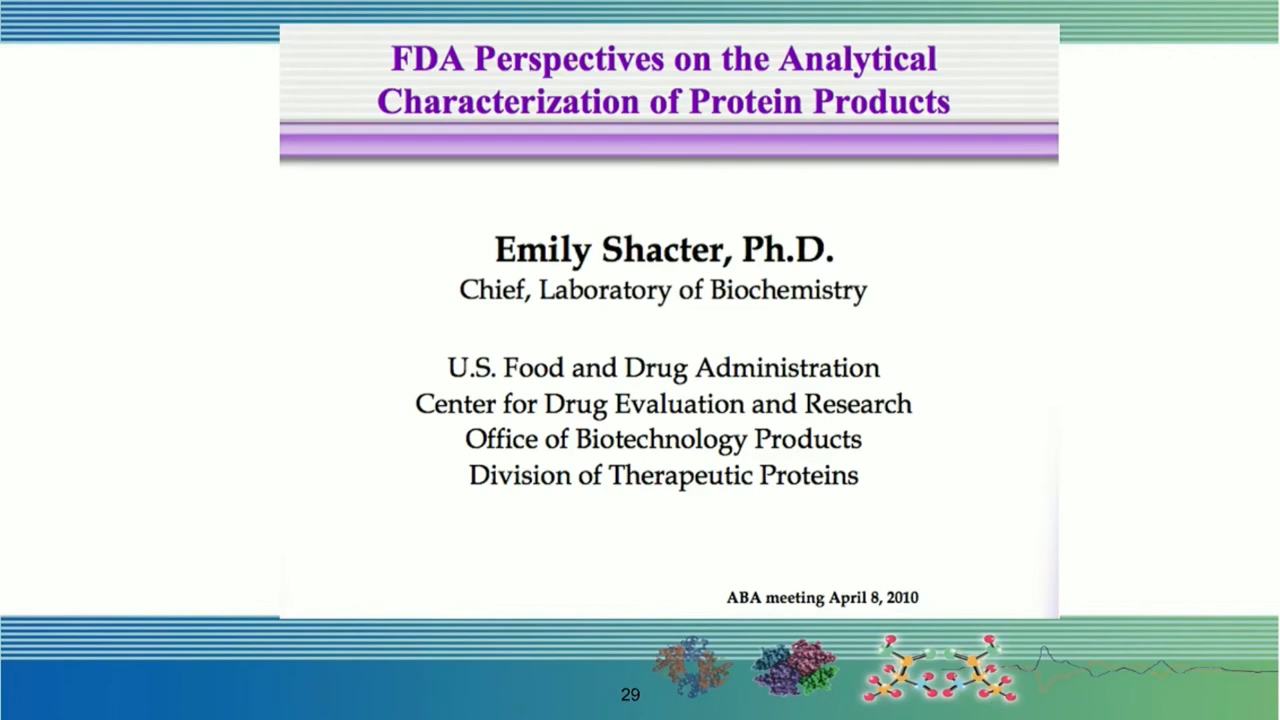 FDA Perspectives on the Analytical
Characterization of Protein Products
Emily Shacter, Ph.D.
Chief, Laboratory of Biochemistry
U.S. Food and Drug Administration
Center for Drug Evaluation and Research
Office of Biotechnology Products
Division of Therapeutic Proteins
ABA meeting April 8, 2010
29